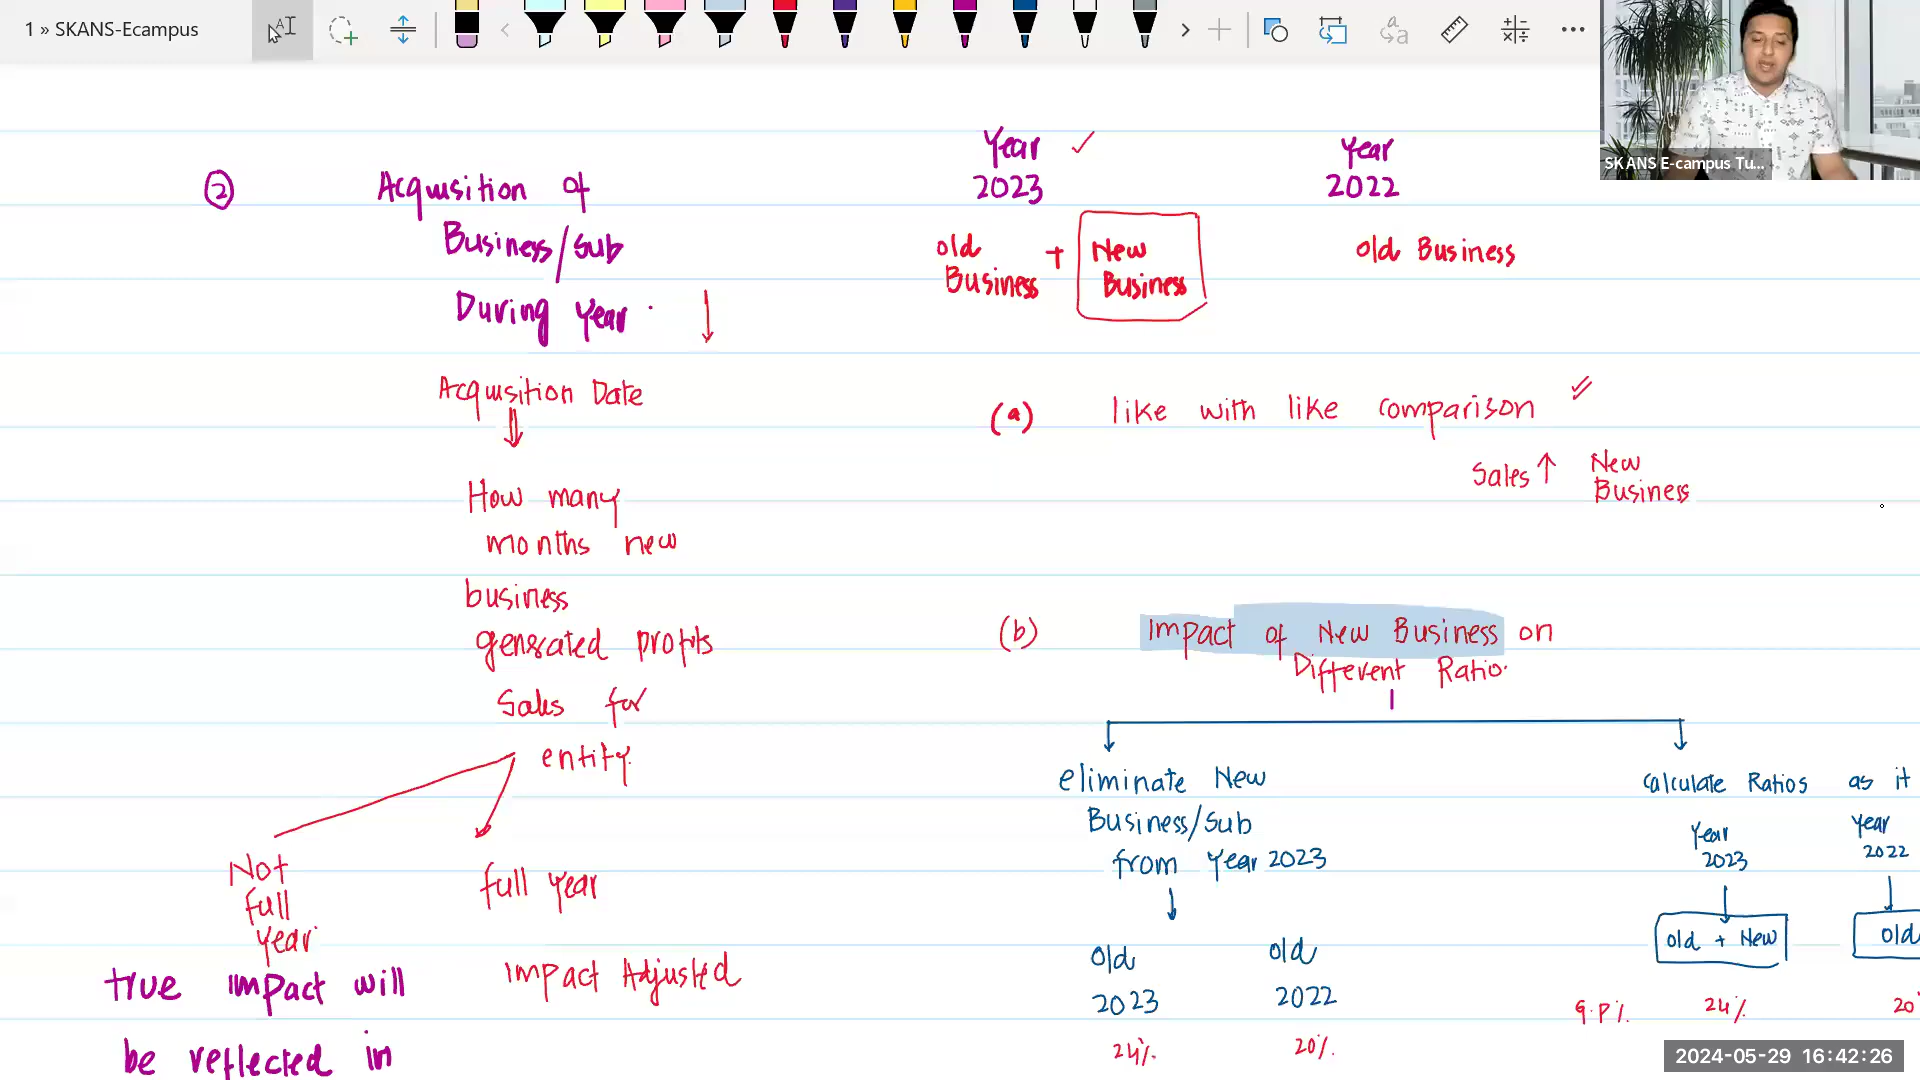 1 » SKANS-Ecampus
SKANS E-campus Tu...
②
Acquisition of
Business/Sub
During Year
Acquisition Date
How many
months new
business
generated profits
Sales for
entity.
Not
full
year
full year
true impact will
be reflected in
Impact Adjusted
Year
2023
Year
2022
old
Business
+
New
Business
old Business
(a) like with like comparison
Sales ↑ New
Business
(b) Impact of New Business on
Different Ratio.
eliminate New
Business/Sub
from Year 2023
old old
2023 2022
24% 20%
Calculate Ratios as it
Year Year
2023 2022
old + New old
G.P% 24% 20
2024-05-29 16:42:26